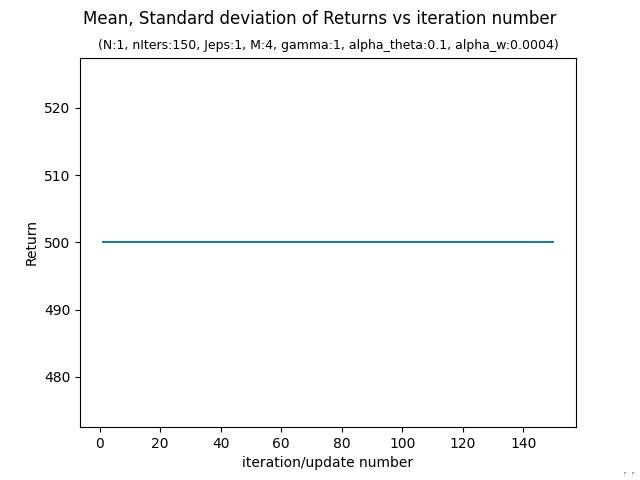 Mean, Standard deviation of Returns vs iteration number
(N:1, nIters:150, Jeps:1, M:4, gamma:1, alpha_theta:0.1, alpha_w:0.0004)
520
510
500
490
480
Return
0 20 40 60 80 100 120 140
iteration/update number